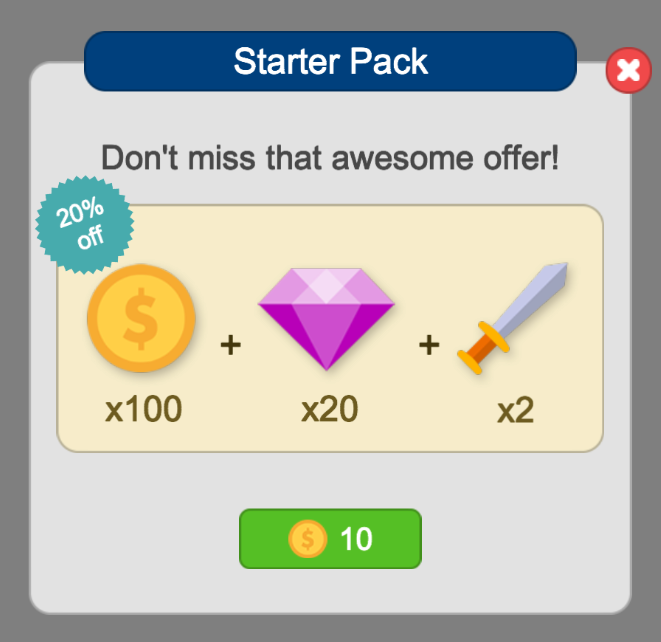 Starter Pack
Don't miss that awesome offer!
20%
off
$ + + 
x100 x20 x2
$ 10